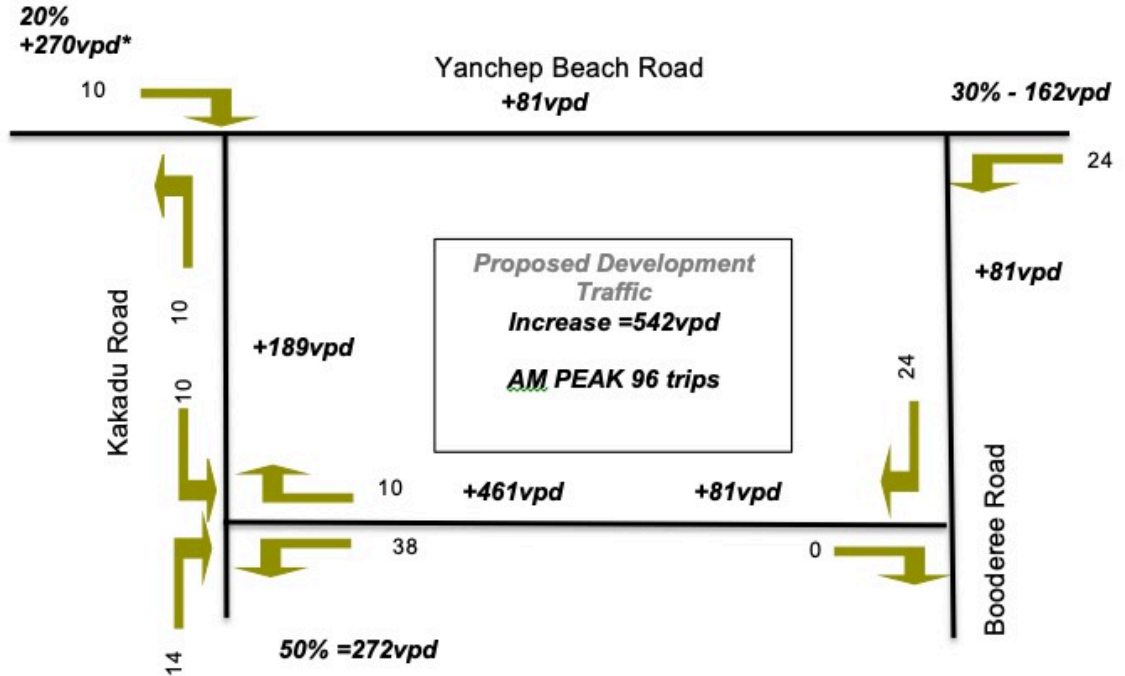 20%
+270vpd*
Yanchep Beach Road
10
+81vpd
30% - 162vpd
24
Proposed Development
Traffic
Increase =542vpd
AM PEAK 96 trips
+81vpd
Kakadu Road
10
+189vpd
10
24
10
+461vpd
+81vpd
38
0
Booderee Road
14
50% =272vpd